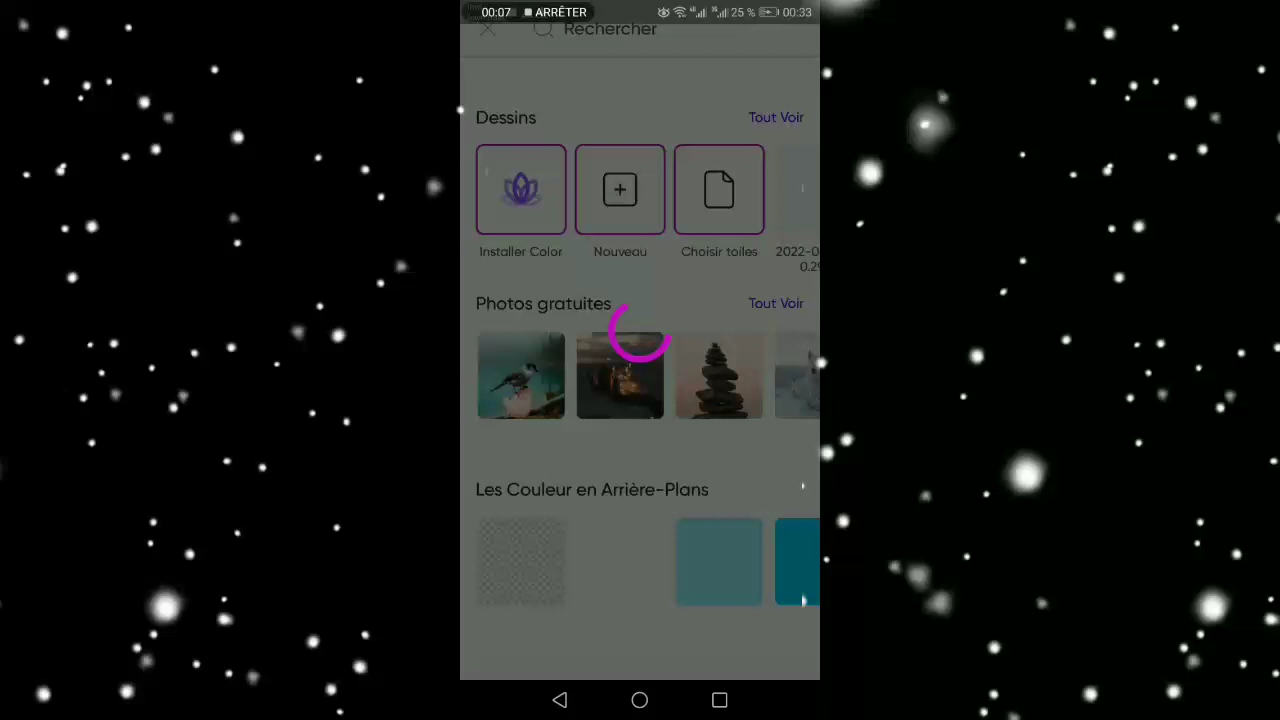 00:07 ARRÊTER 25 % 00:33
Rechercher
Dessins Tout Voir
Installer Color Nouveau Choisir toiles 2022-0
0.29
Photos gratuites Tout Voir
Les Couleur en Arrière-Plans